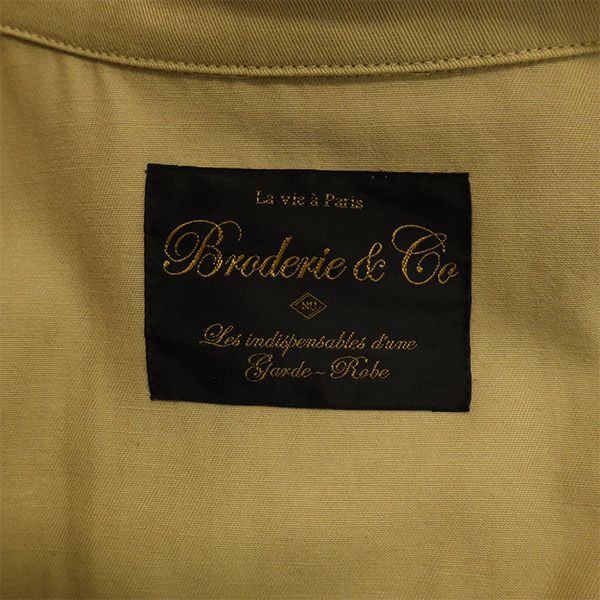 La vie à Paris
Broderie & Co
Les indispensables d'une
Garde-Robe